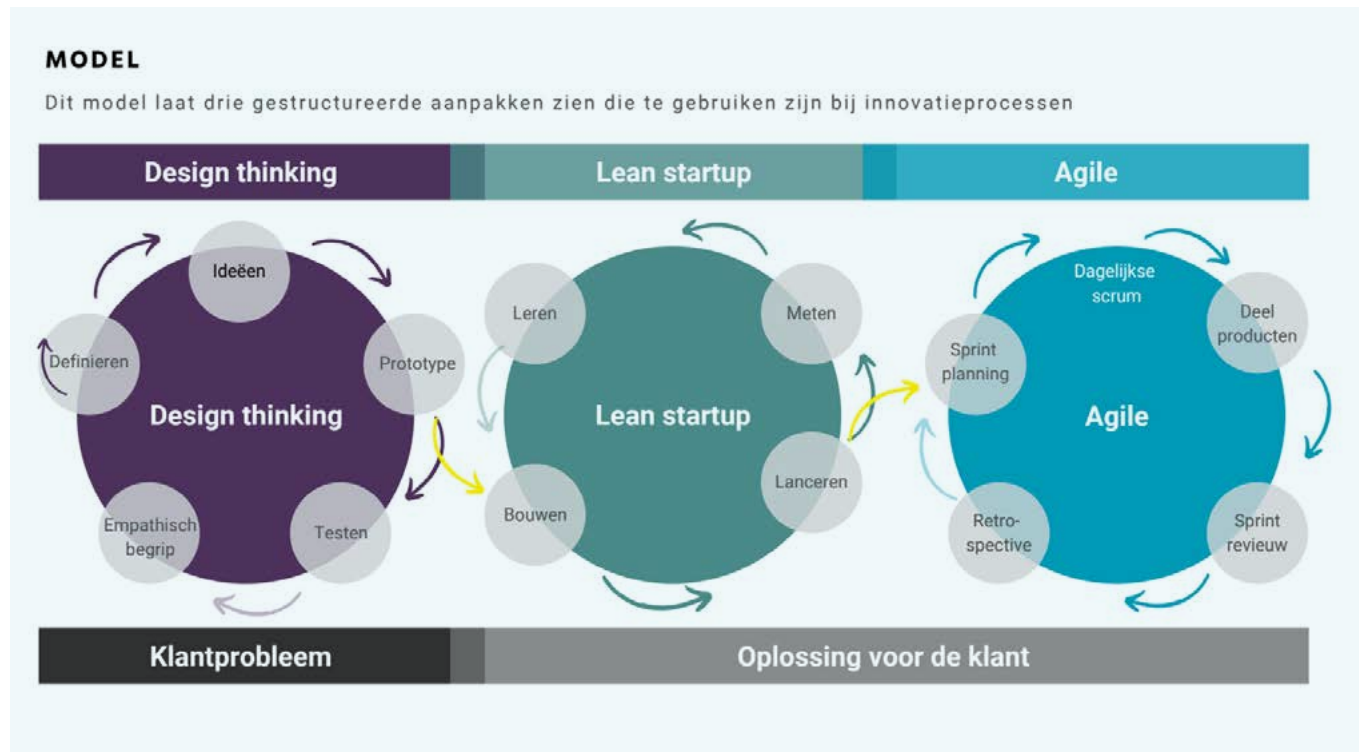 MODEL
Dit model laat drie gestructureerde aanpakken zien die te gebruiken zijn bij innovatieprocessen
Design thinking
Lean startup
Agile
Ideeën
Definiëren
Prototype
Design thinking
Empathisch
begrip
Testen
Leren
Meten
Lean startup
Bouwen
Lanceren
Dagelijkse
scrum
Deel
producten
Sprint
planning
Agile
Retro-
spective
Sprint
revieuw
Klantprobleem
Oplossing voor de klant